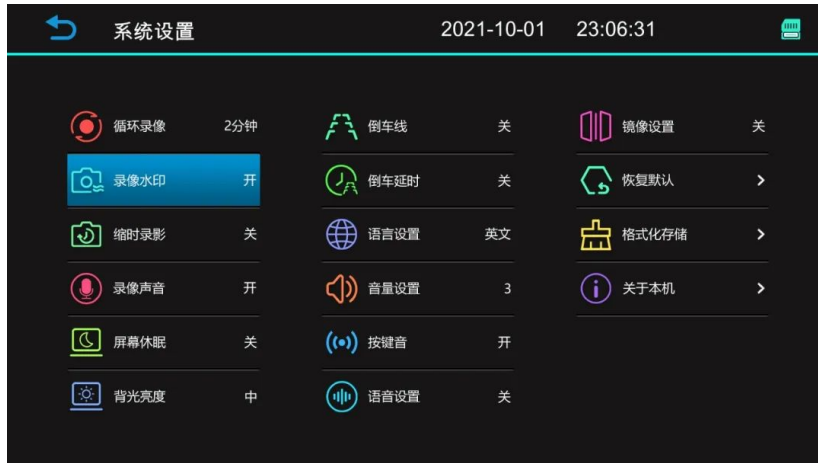 系统设置 2021-10-01 23:06:31
循环录像 2分钟 倒车线 关 镜像设置 关
录像水印 开 倒车延时 关 恢复默认
缩时录影 关 语言设置 英文 格式化存储
录像声音 开 音量设置 3 关于本机
屏幕休眠 关 按键音 开
背光亮度 中 语音设置 关